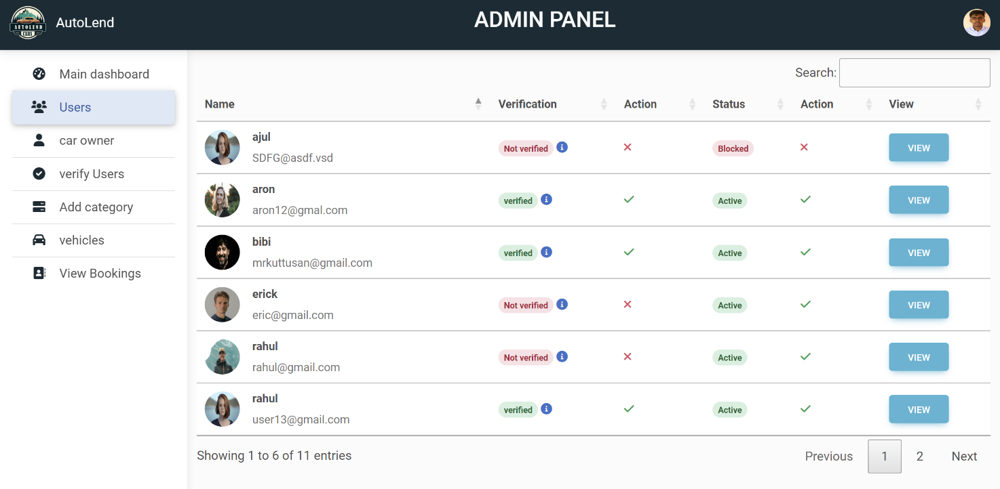 AUTOLEND
CARS
AutoLend
ADMIN PANEL
Main dashboard
Users
car owner
verify Users
Add category
vehicles
View Bookings
Search:
Name Verification Action Status Action View
ajul
SDFG@asdf.vsd
Not verified Blocked VIEW
aron
aron12@gmal.com
verified Active VIEW
bibi
mrkuttusan@gmail.com
verified Active VIEW
erick
eric@gmail.com
Not verified Active VIEW
rahul
rahul@gmail.com
Not verified Active VIEW
rahul
user13@gmail.com
verified Active VIEW
Showing 1 to 6 of 11 entries
Previous 1 2 Next